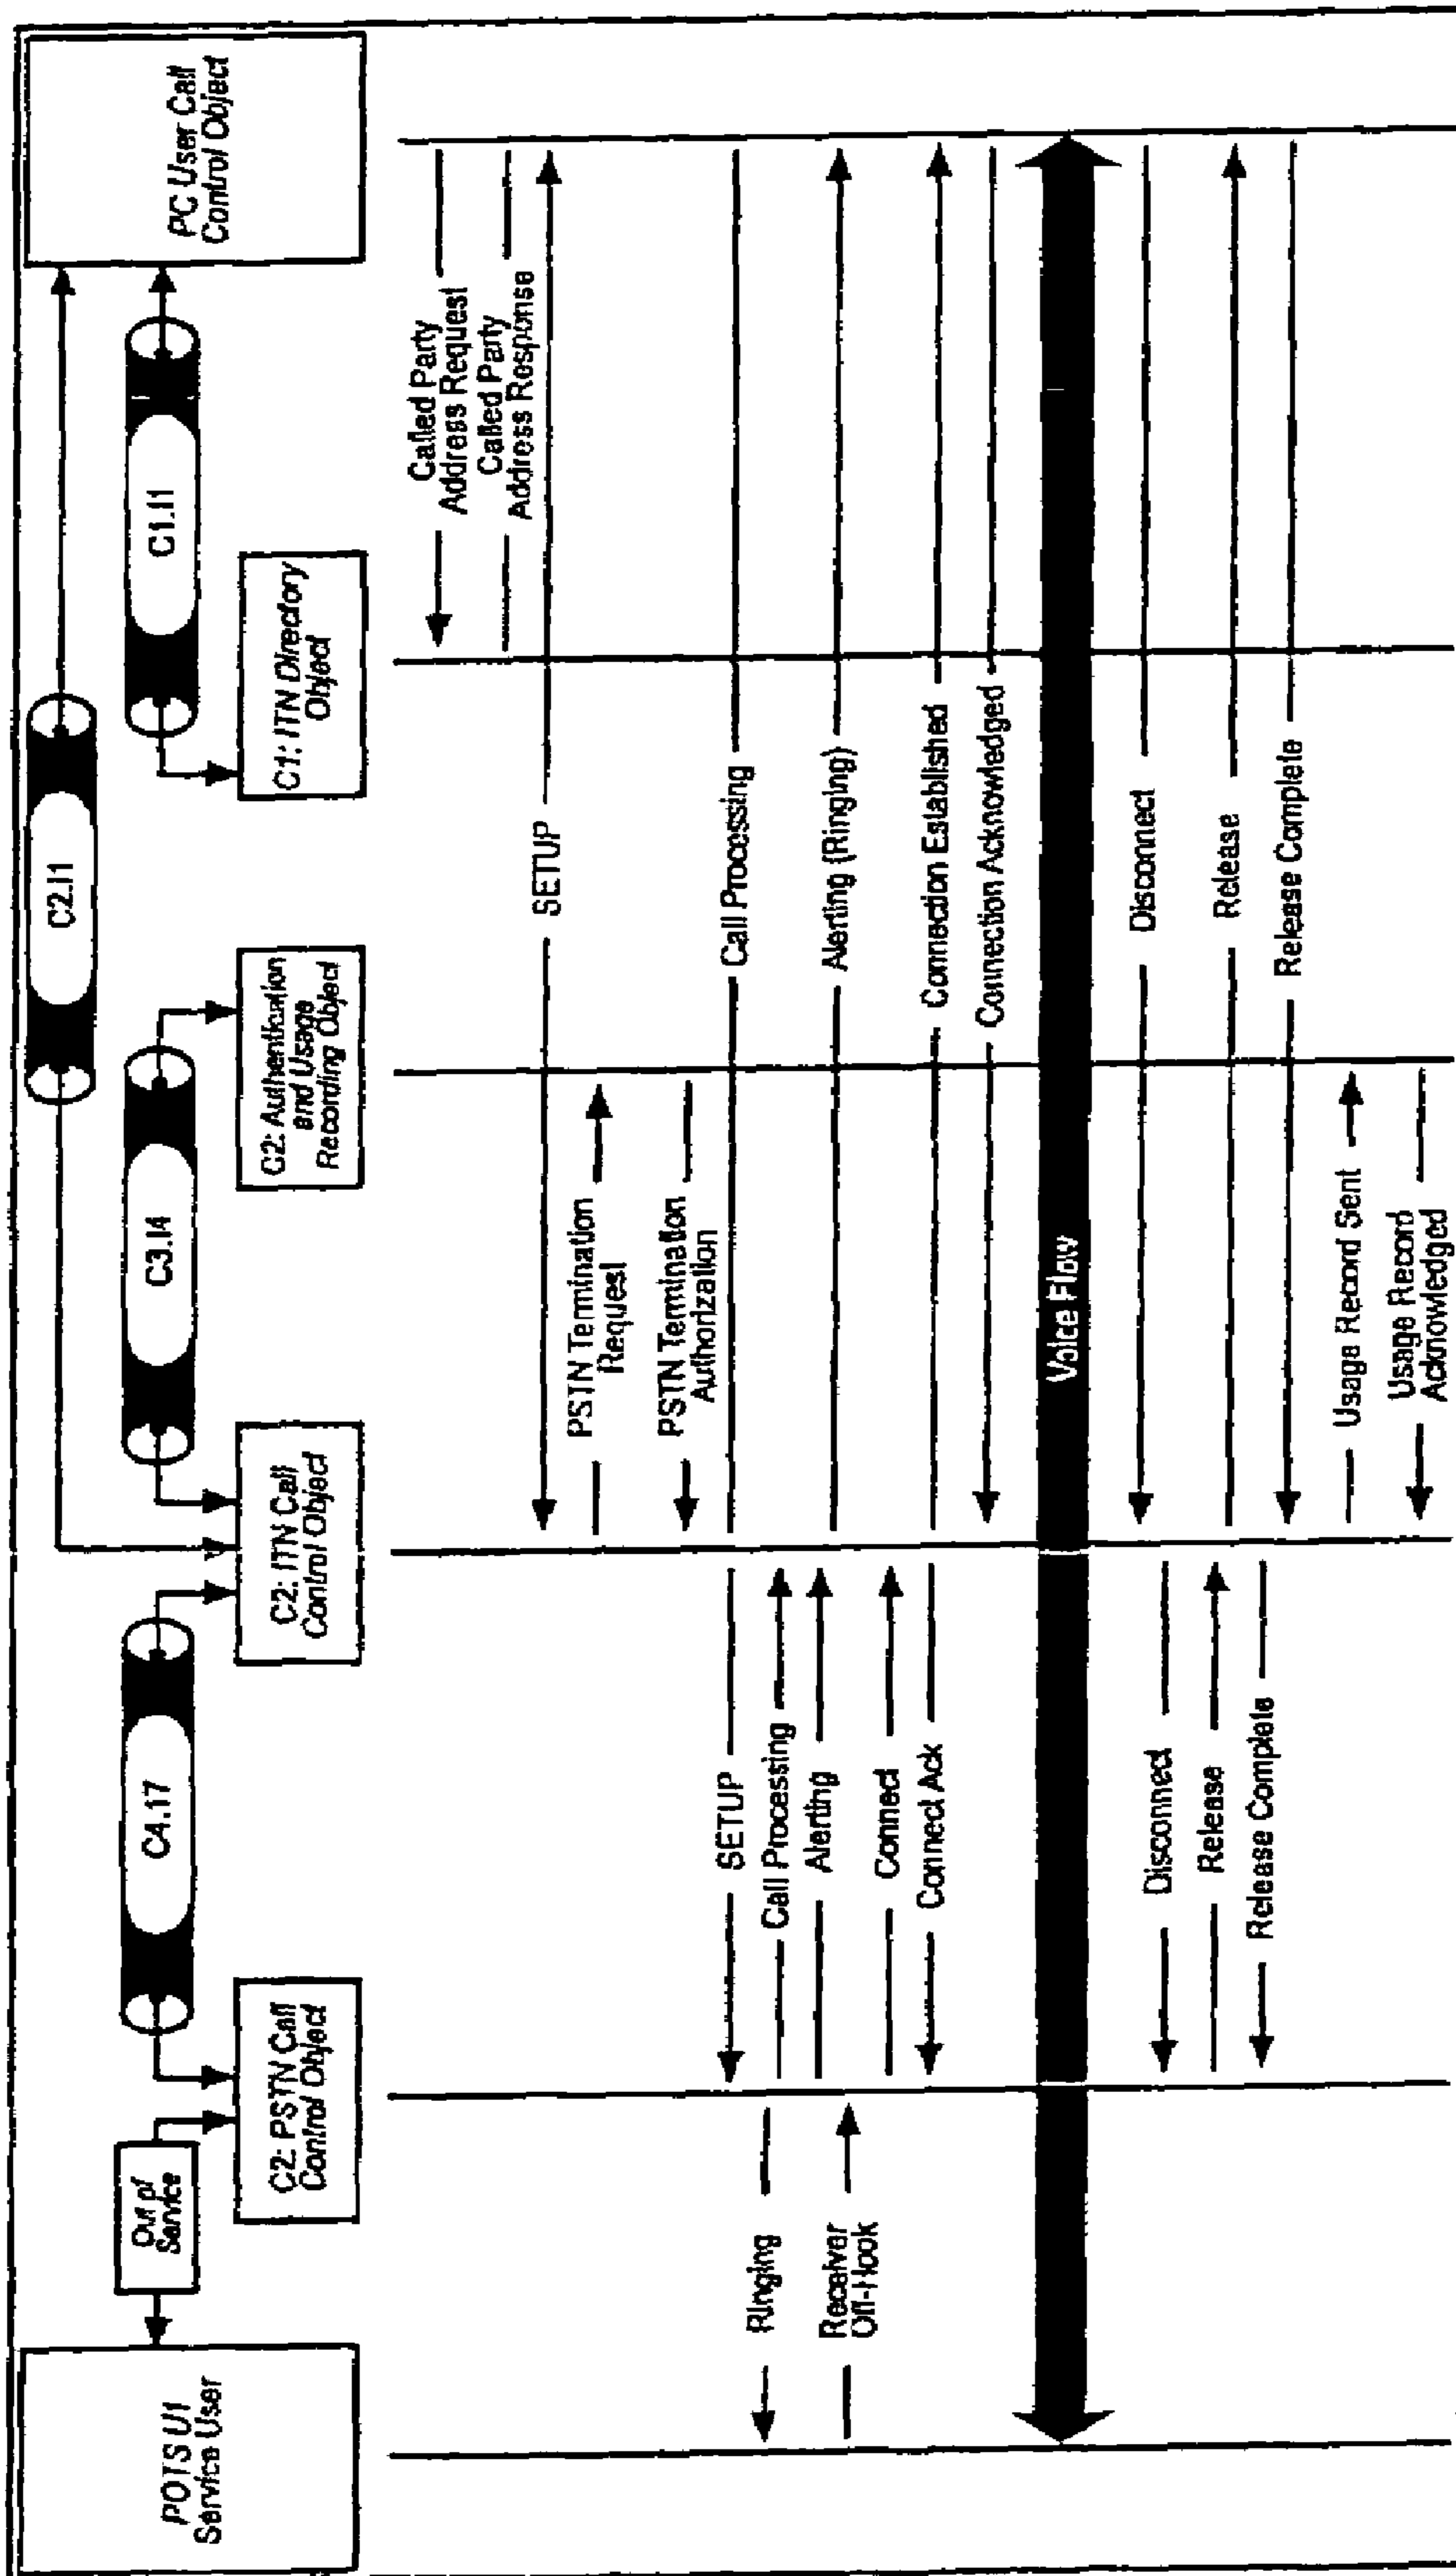 POTS U1
Service User
Out of
Service
C4.17
C2.I1
C3.I4
C1.I1
PC User Call
Control Object
C2: PSTN Call
Control Object
C2: ITN Call
Control Object
C2: Authentication
and Usage
Recording Object
C1: ITN Directory
Object
Called Party
Address Request
Called Party
Address Response
SETUP
PSTN Termination
Request
PSTN Termination
Authorization
SETUP
Call Processing
Ringing
Call Processing
Alerting
Alerting (Ringing)
Receiver
Off-Hook
Connect
Connection Established
Connect Ack
Connection Acknowledged
Voice Flow
Disconnect
Disconnect
Release
Release
Release Complete
Release Complete
Usage Record Sent
Usage Record
Acknowledged